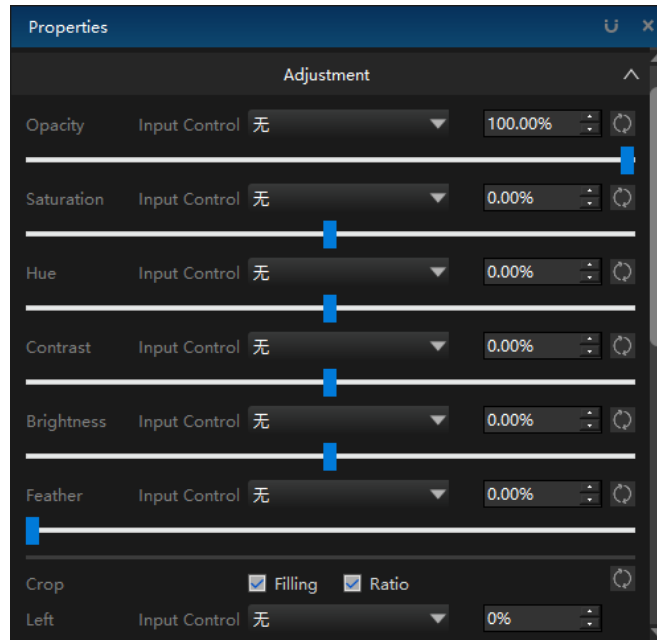 Properties
Adjustment
Opacity Input Control 无 100.00%
Saturation Input Control 无 0.00%
Hue Input Control 无 0.00%
Contrast Input Control 无 0.00%
Brightness Input Control 无 0.00%
Feather Input Control 无 0.00%
Crop Filling Ratio
Left Input Control 无 0%